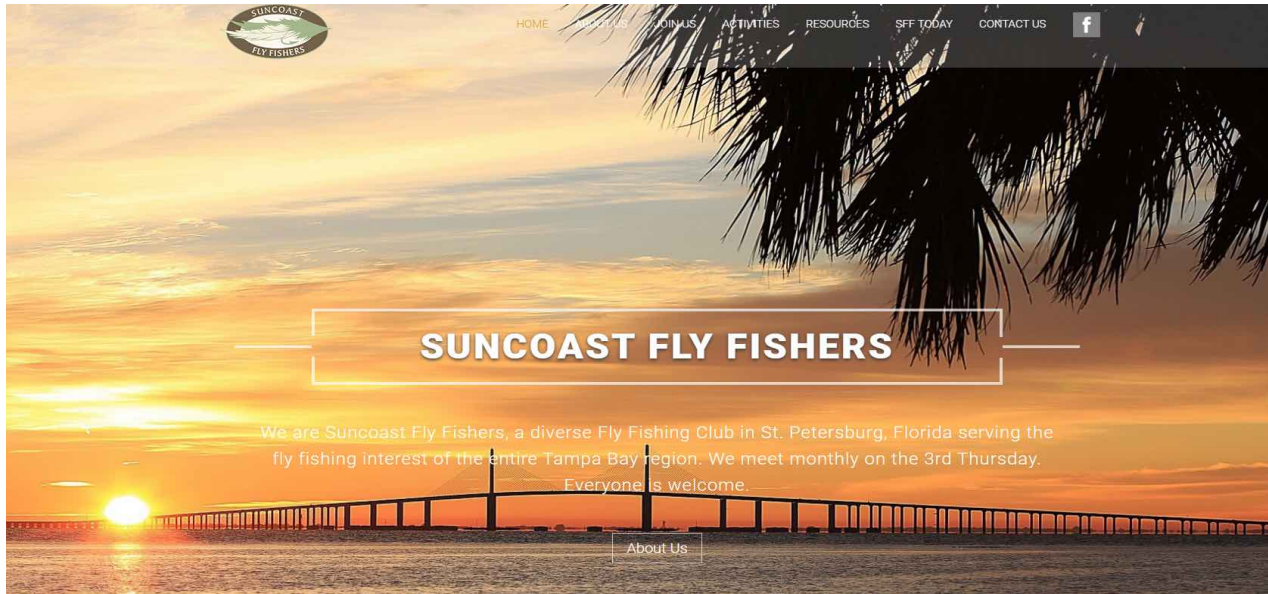 SUNCOAST
FLY FISHERS
HOME ABOUT US JOIN US ACTIVITIES RESOURCES SFF TODAY CONTACT US f
SUNCOAST FLY FISHERS
We are Suncoast Fly Fishers, a diverse Fly Fishing Club in St. Petersburg, Florida serving the
fly fishing interest of the entire Tampa Bay region. We meet monthly on the 3rd Thursday.
Everyone is welcome.
About Us